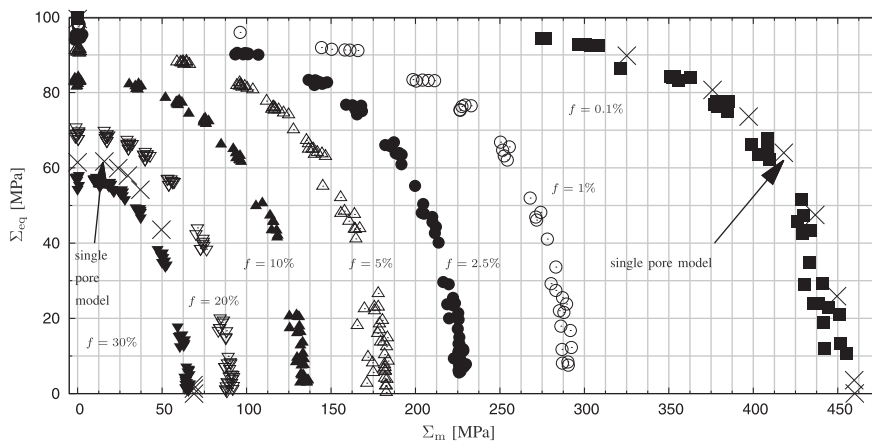 100
80
60
40
20
0
Σeq [MPa]
f = 0.1%
f = 1%
single pore model
f = 2.5%
f = 5%
f = 10%
f = 20%
f = 30%
single
pore
model
0 50 100 150 200 250 300 350 400 450
Σm [MPa]